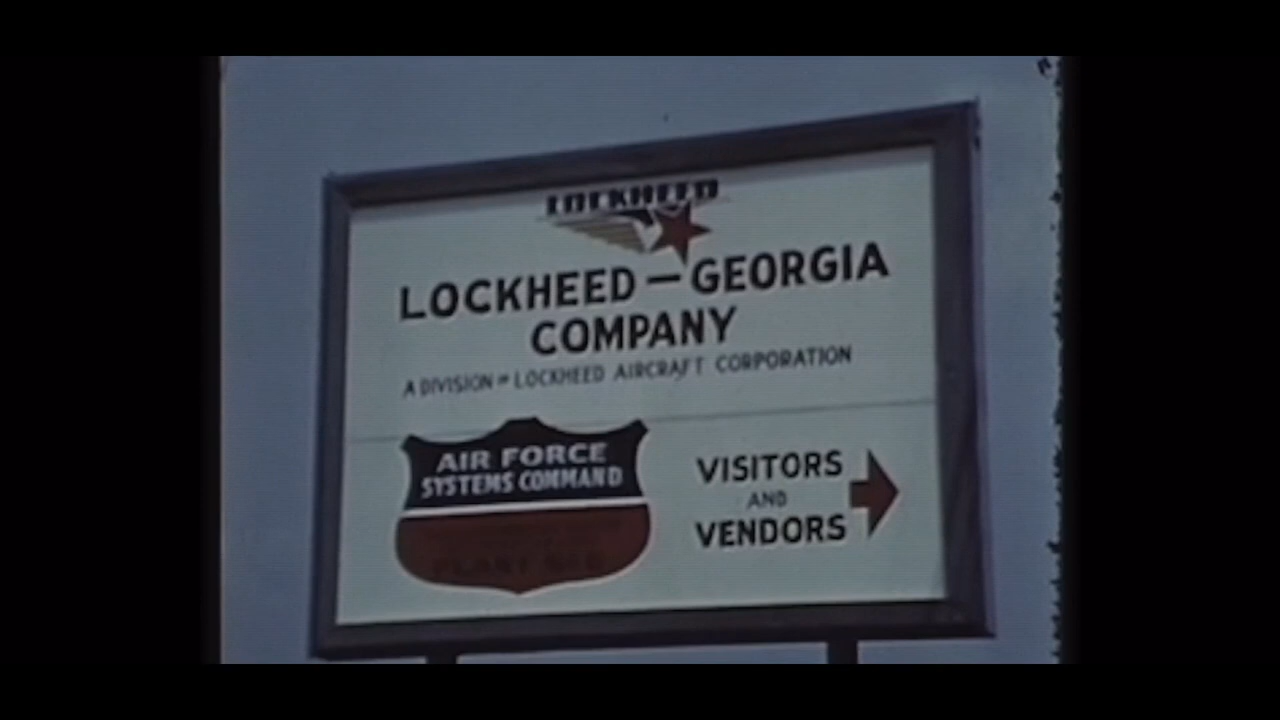 LOCKHEED
LOCKHEED — GEORGIA
COMPANY
A DIVISION OF LOCKHEED AIRCRAFT CORPORATION
AIR FORCE
SYSTEMS COMMAND
VISITORS
AND
VENDORS